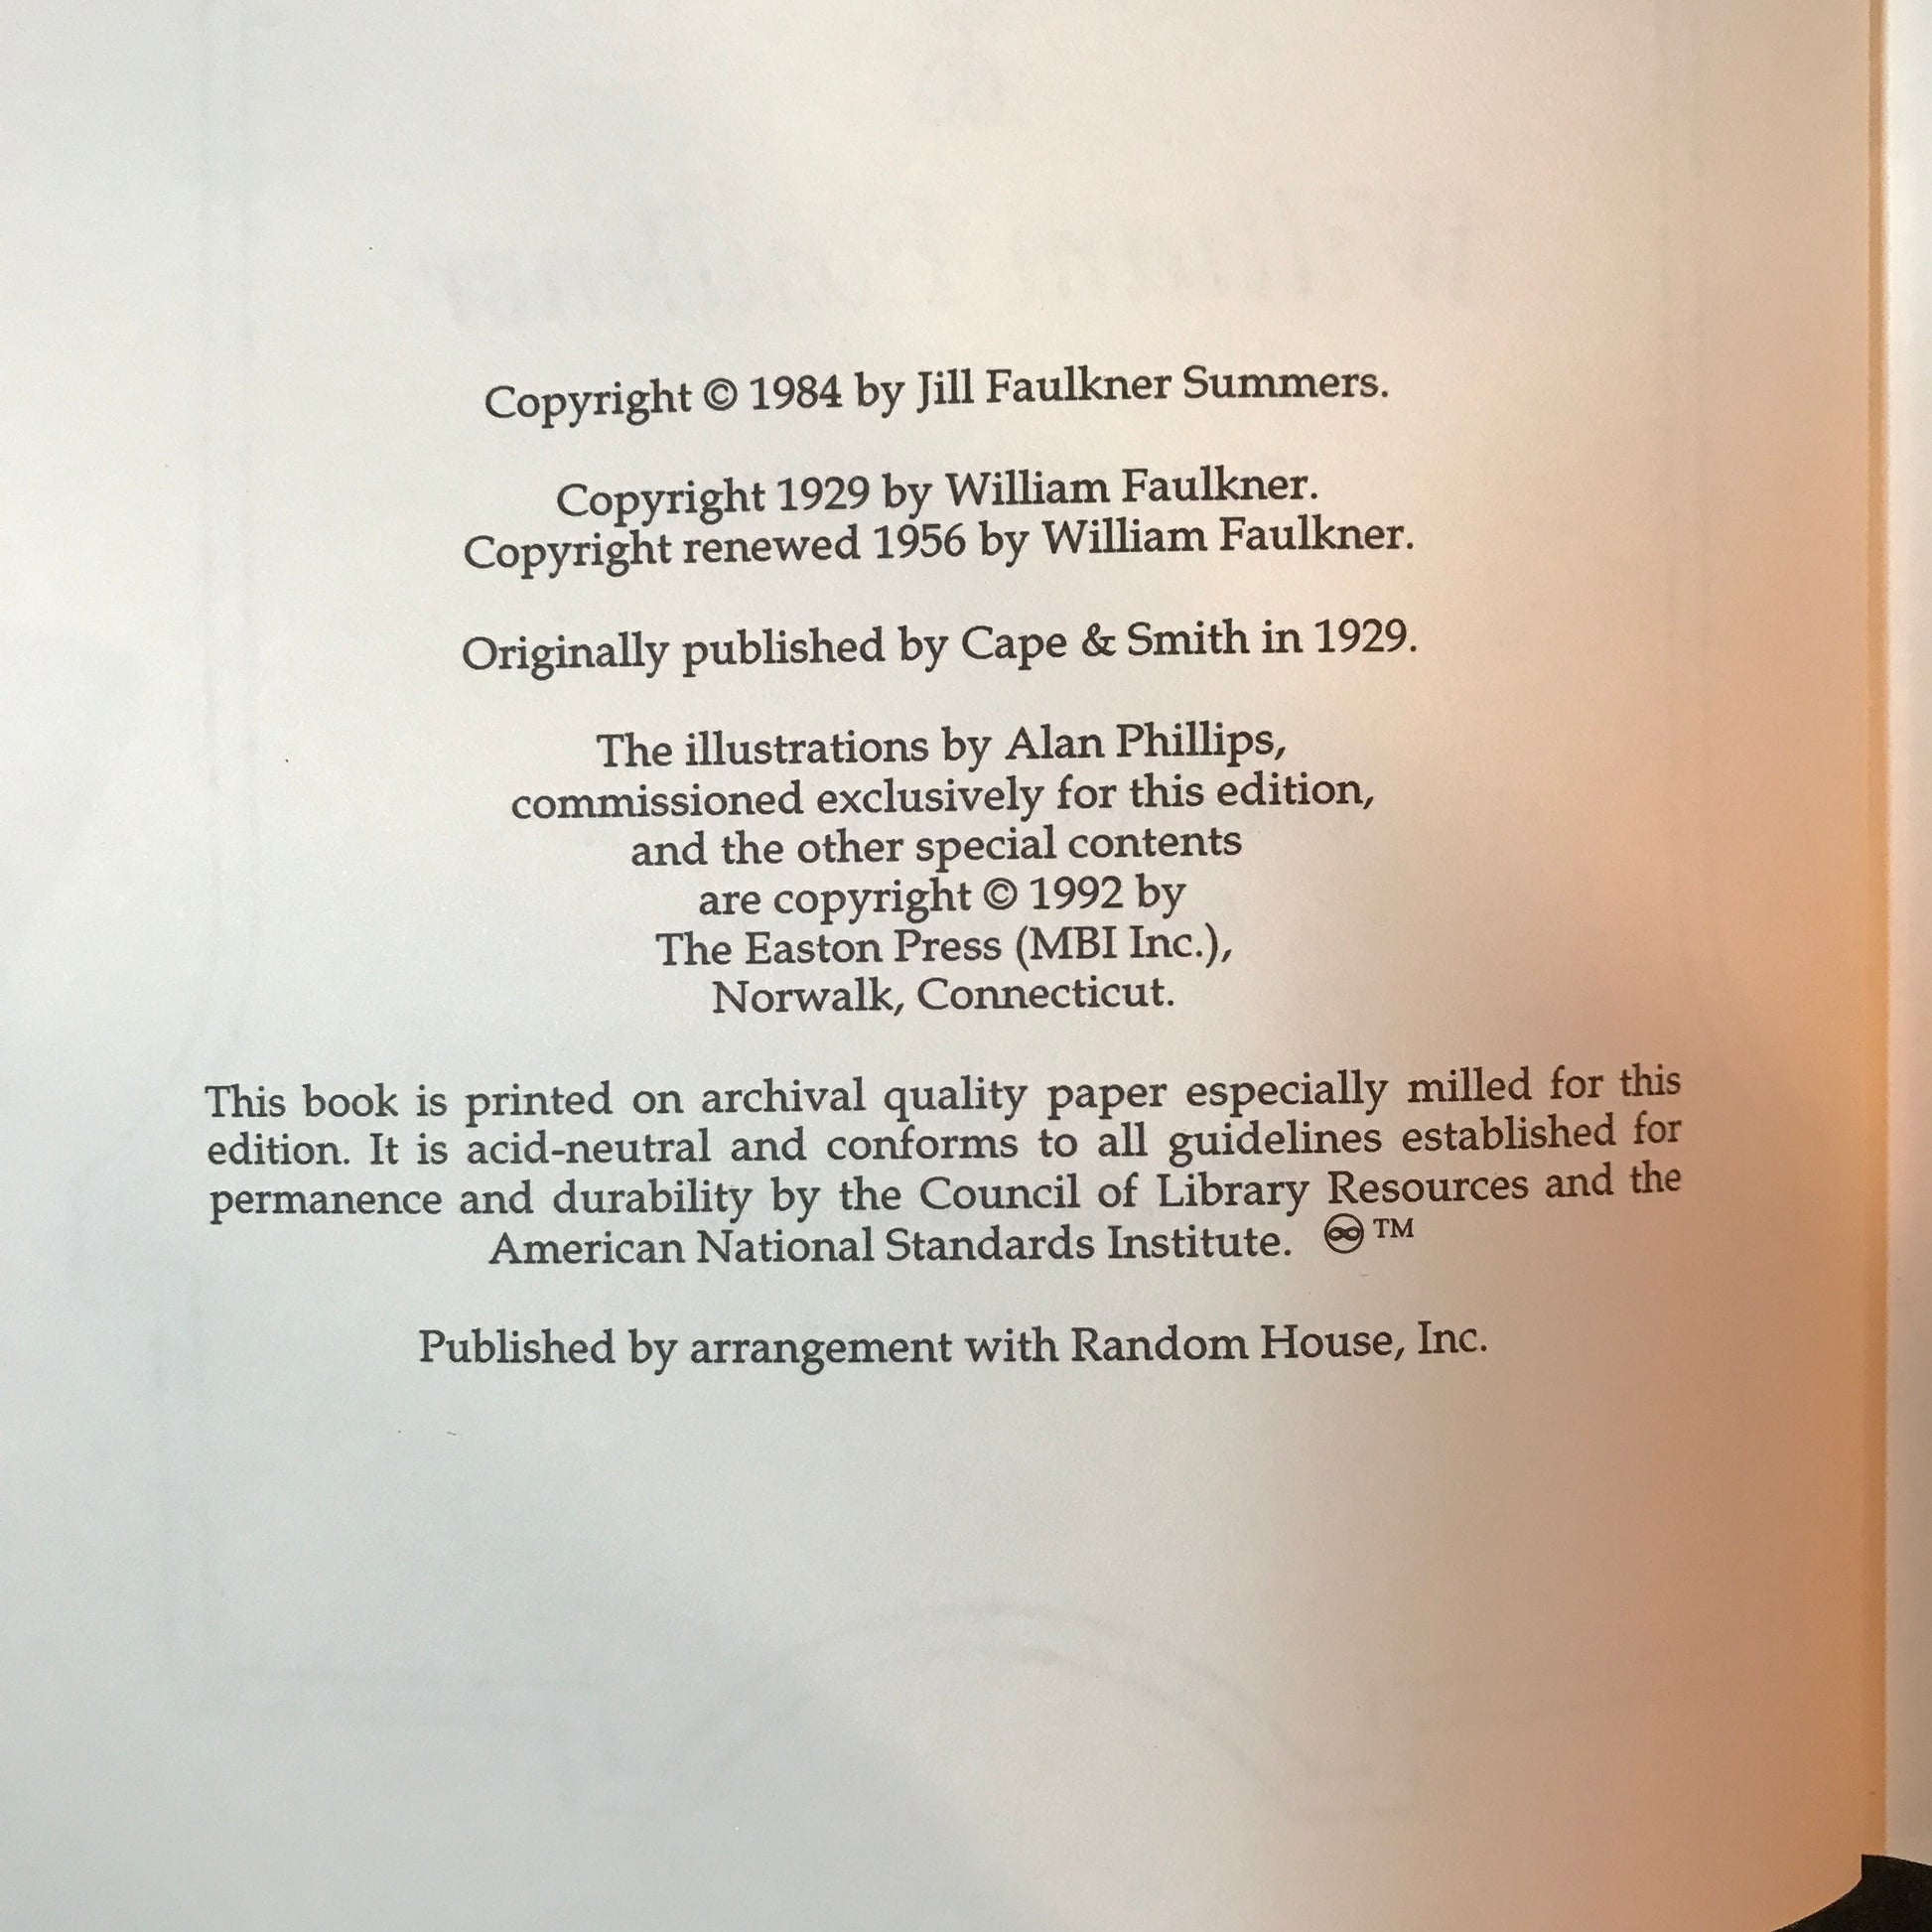 Copyright © 1984 by Jill Faulkner Summers.
Copyright 1929 by William Faulkner.
Copyright renewed 1956 by William Faulkner.
Originally published by Cape & Smith in 1929.
The illustrations by Alan Phillips,
commissioned exclusively for this edition,
and the other special contents
are copyright © 1992 by
The Easton Press (MBI Inc.),
Norwalk, Connecticut.
This book is printed on archival quality paper especially milled for this
edition. It is acid-neutral and conforms to all guidelines established for
permanence and durability by the Council of Library Resources and the
American National Standards Institute. ♾ ™
Published by arrangement with Random House, Inc.